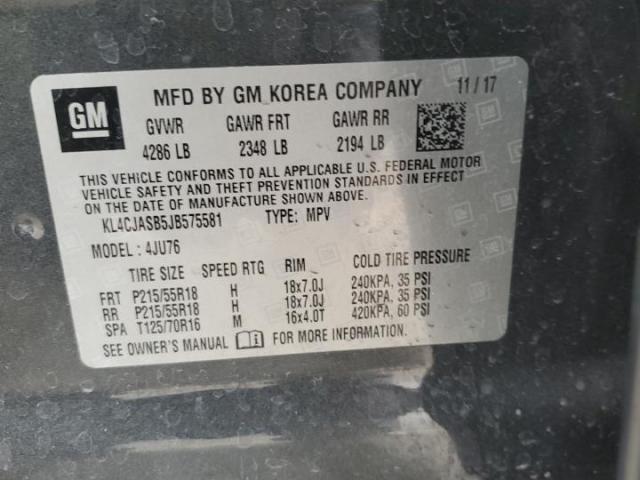 GM
MFD BY GM KOREA COMPANY 11/17
GVWR GAWR FRT GAWR RR
4286 LB 2348 LB 2194 LB
THIS VEHICLE CONFORMS TO ALL APPLICABLE U.S. FEDERAL MOTOR
VEHICLE SAFETY AND THEFT PREVENTION STANDARDS IN EFFECT
ON THE DATE OF MANUFACTURE SHOWN ABOVE.
KL4CJASB5JB575581 TYPE: MPV
MODEL: 4JU76
TIRE SIZE SPEED RTG RIM COLD TIRE PRESSURE
FRT P215/55R18 H 18x7.0J 240KPA, 35 PSI
RR P215/55R18 H 18x7.0J 240KPA, 35 PSI
SPA T125/70R16 M 16x4.0T 420KPA, 60 PSI
SEE OWNER'S MANUAL FOR MORE INFORMATION.